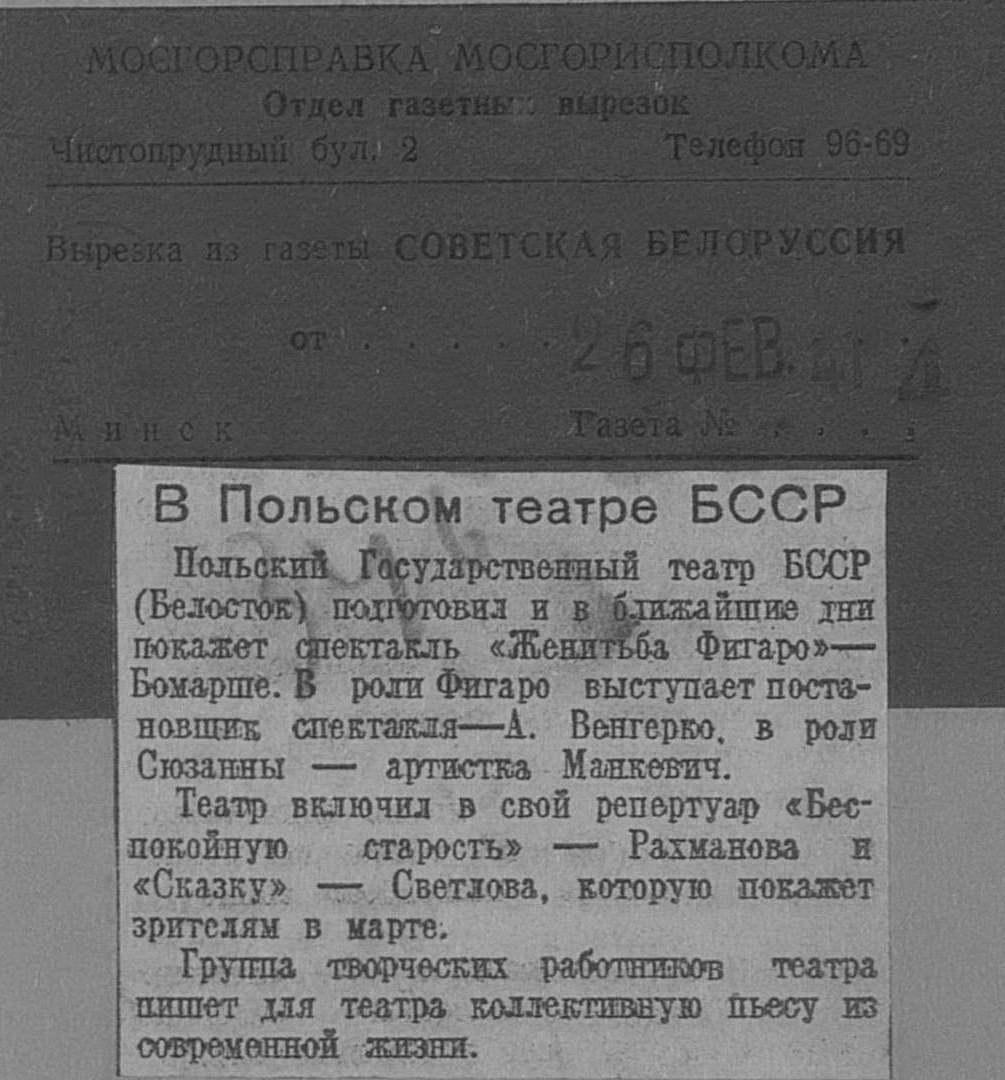 МОСГОРСПРАВКА МОСГОРИСПОЛКОМА
Отдел газетных вырезок
Чистопрудный бул. 2 Телефон 96-69
Вырезка из газеты СОВЕТСКАЯ БЕЛОРУССИЯ
от . . . . . 26 ФЕВ. 41
Минск Газета № . . . .
В Польском театре БССР
Польский Государственный театр БССР
(Белосток) подготовил и в ближайшие дни
покажет спектакль «Женитьба Фигаро»—
Бомарше. В роли Фигаро выступает поста-
новщик спектакля—А. Венгерко, в роли
Сюзанны — артистка Манкевич.
Театр включил в свой репертуар «Бес-
покойную старость» — Рахманова и
«Сказку» — Светлова, которую покажет
зрителям в марте.
Группа творческих работников театра
пишет для театра коллективную пьесу из
современной жизни.